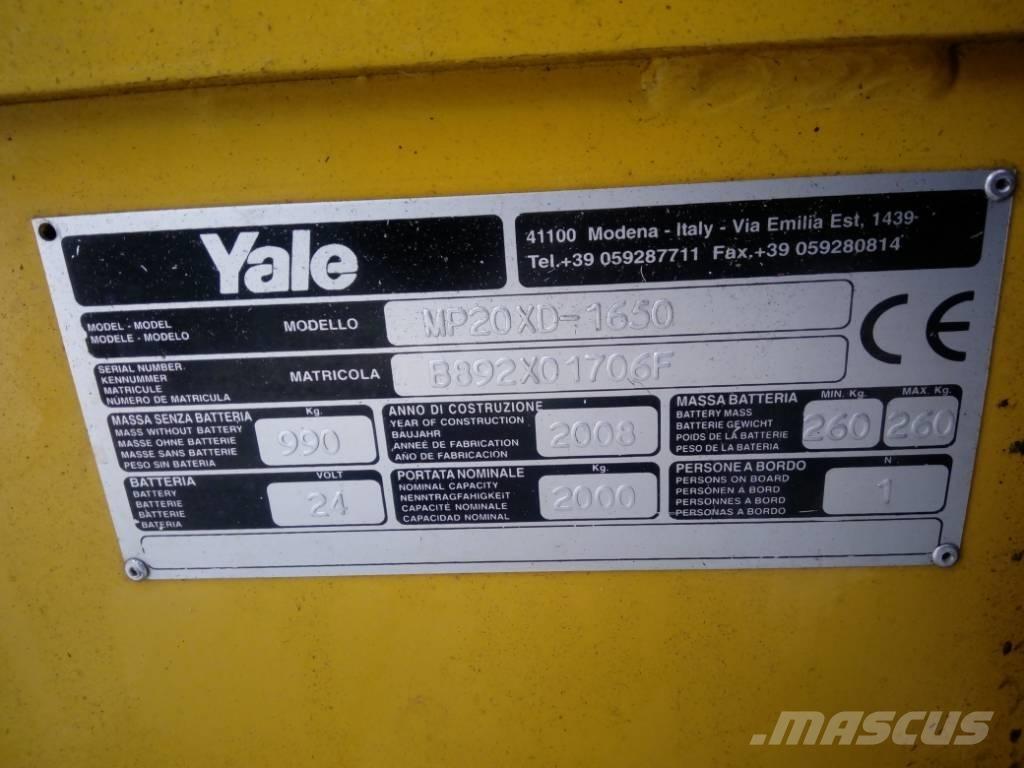 Yale
41100 Modena - Italy - Via Emilia Est, 1439
Tel.+39 059287711 Fax.+39 059280814
MODEL - MODEL
MODELE - MODELO
MODELLO
MP20XD-1650
CE
SERIAL NUMBER
KENNUMMER
MATRICULE
NÚMERO DE MATRICULA
MATRICOLA
B892X01706F
MASSA SENZA BATTERIA
MASS WITHOUT BATTERY
MASSE OHNE BATTERIE
MASSE SANS BATTERIE
PESO SIN BATERIA
Kg.
990
ANNO DI COSTRUZIONE
YEAR OF CONSTRUCTION
BAUJAHR
ANNÉE DE FABRICATION
AÑO DE FABRICACIÓN
2008
MASSA BATTERIA
BATTERY MASS
BATTERIE GEWICHT
POIDS DE LA BATTERIE
PESO DE LA BATERIA
MIN. Kg.
260
MAX. Kg.
260
BATTERIA
BATTERY
BATTERIE
BATTERIE
BATERIA
VOLT
24
PORTATA NOMINALE
NOMINAL CAPACITY
NENNTRAGFAHIGKEIT
CAPACITÉ NOMINALE
CAPACIDAD NOMINAL
Kg.
2000
PERSONE A BORDO
PERSONS ON BOARD
PERSONEN A BORD
PERSONNES A BORD
PERSONAS A BORDO
N
1
MASCUS